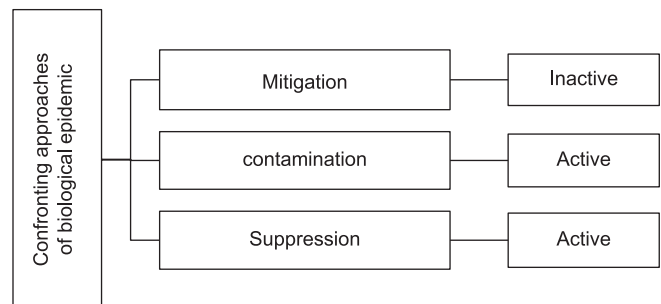 Confronting approaches
of biological epidemic
Mitigation
Inactive
contamination
Active
Suppression
Active